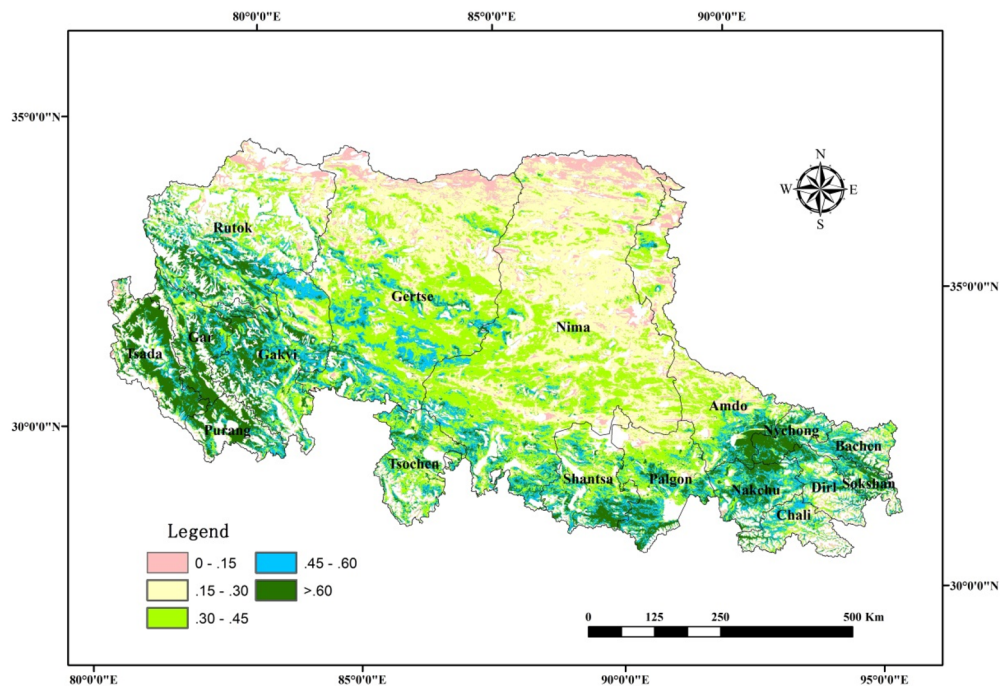 80°0'0"E 85°0'0"E 90°0'0"E
35°0'0"N
N
W E
S
Rutok
35°0'0"N
Gertse
Nima
Gar
Tsada
Gakyi
Amdo
30°0'0"N
Purang
Nychong
Bachen
Tsochen
Shantsa
Palgon
Nakchu
Dirl
Sokshan
Chali
Legend
0 - .15 .45 - .60
.15 - .30 >.60
.30 - .45
30°0'0"N
0 125 250 500 Km
80°0'0"E 85°0'0"E 90°0'0"E 95°0'0"E